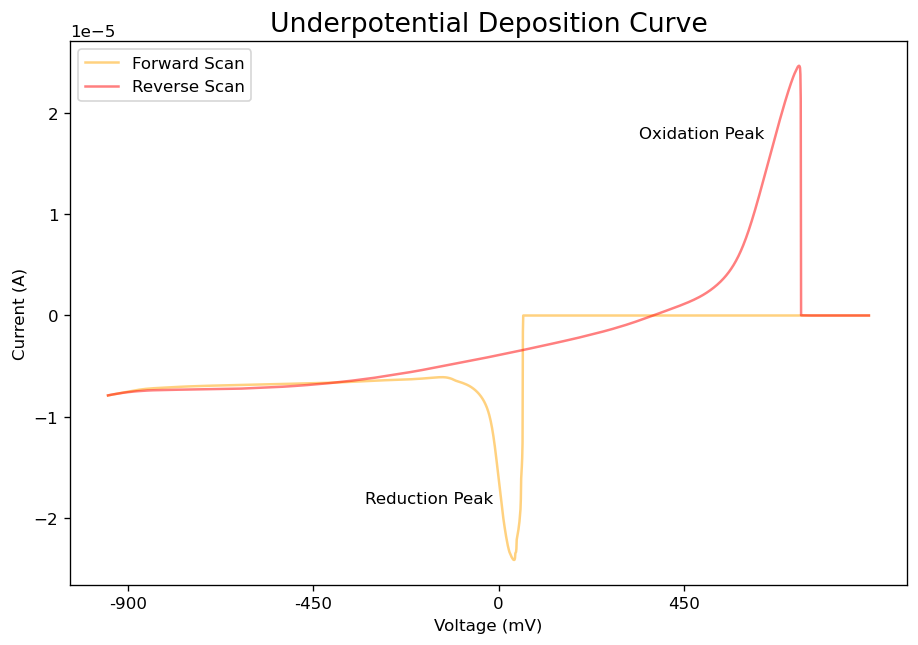 Underpotential Deposition Curve
1e−5
Forward Scan
Reverse Scan
Oxidation Peak
Reduction Peak
2
1
0
−1
−2
Current (A)
-900
-450
0
450
Voltage (mV)